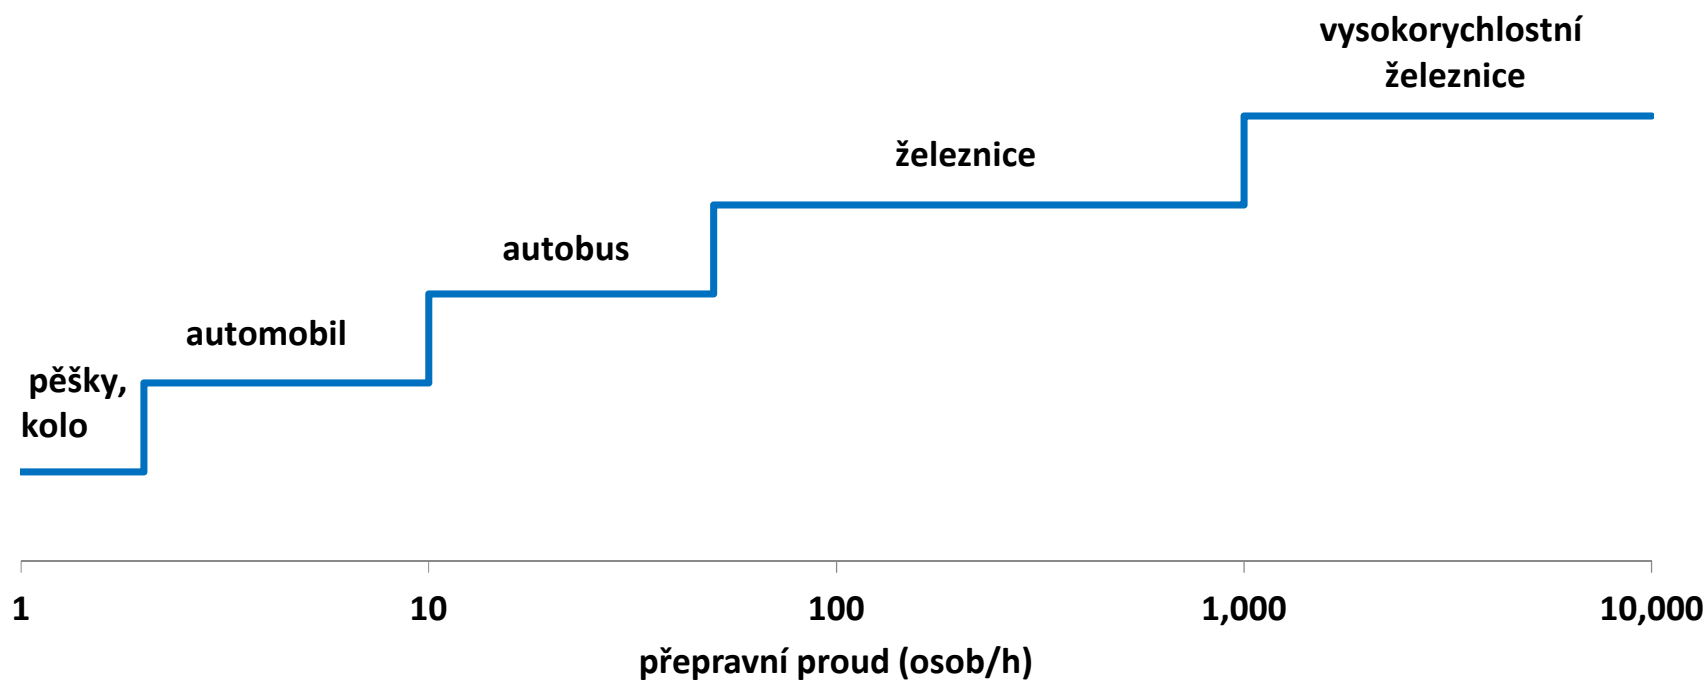 vysokorychlostní
železnice
železnice
autobus
automobil
pěšky,
kolo
1
10
100
1,000
10,000
přepravní proud (osob/h)